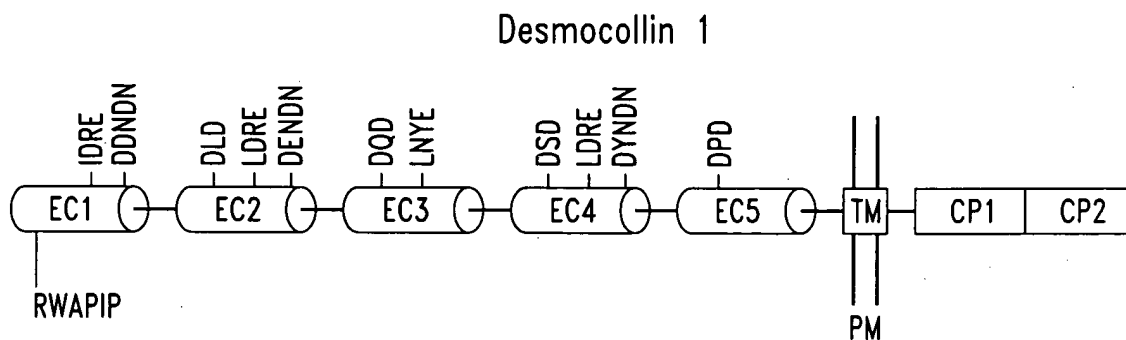 Desmocollin 1
IDRE
DDNDN
DLD
LDRE
DENDN
DQD
LNYE
DSD
LDRE
DYNDN
DPD
EC1
EC2
EC3
EC4
EC5
TM
CP1
CP2
RWAPIP
PM